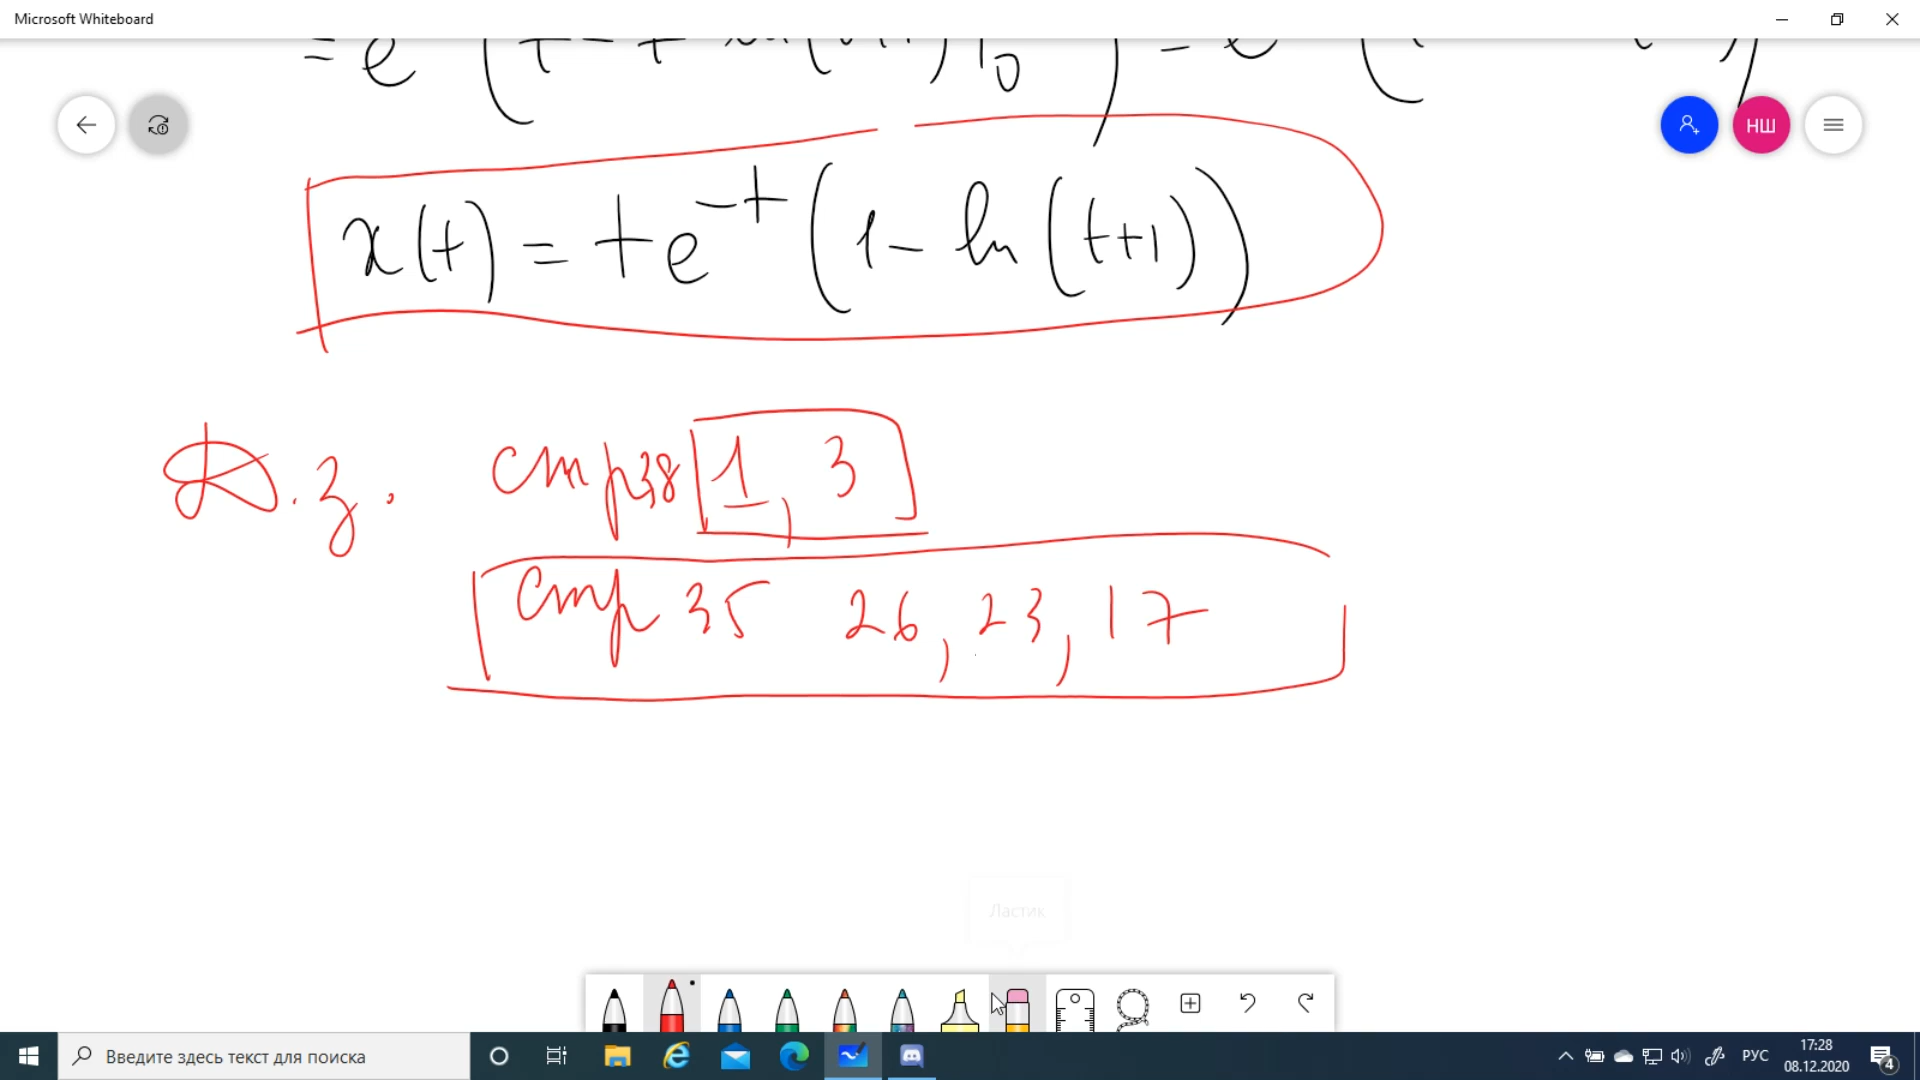 Microsoft Whiteboard
НШ
x(t) = te^{-t} (1 - ln(t+1))
Д.з. стр 38 1, 3
стр 35 26, 23, 17
Ластик
Введите здесь текст для поиска
РУС
17:28
08.12.2020
4